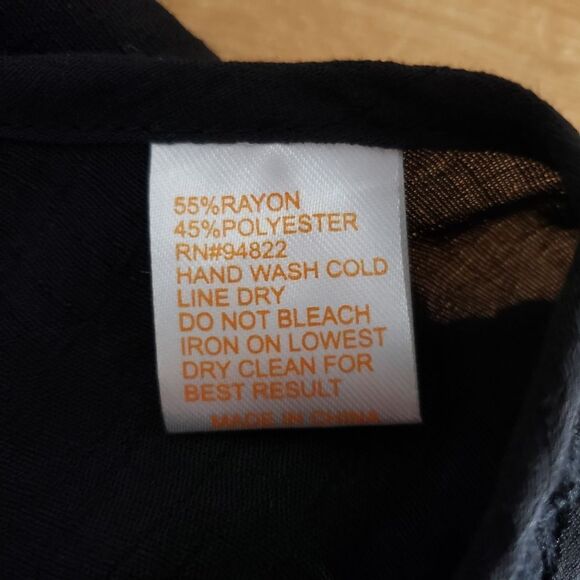 55%RAYON
45%POLYESTER
RN#94822
HAND WASH COLD
LINE DRY
DO NOT BLEACH
IRON ON LOWEST
DRY CLEAN FOR
BEST RESULT
MADE IN CHINA